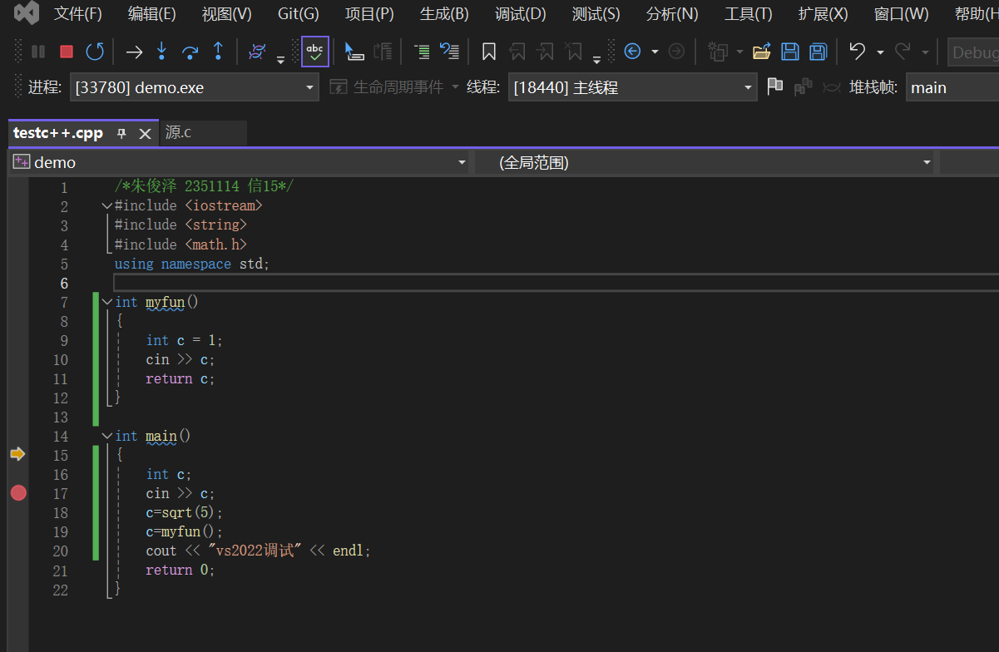 文件(F) 编辑(E) 视图(V) Git(G) 项目(P) 生成(B) 调试(D) 测试(S) 分析(N) 工具(T) 扩展(X) 窗口(W) 帮助(H
abc Debug
进程: [33780] demo.exe 生命周期事件 线程: [18440] 主线程 堆栈帧: main
testc++.cpp 源.c
demo (全局范围)
1 /*朱俊泽 2351114 信15*/
2 #include <iostream>
3 #include <string>
4 #include <math.h>
5 using namespace std;
6
7 int myfun()
8 {
9 int c = 1;
10 cin >> c;
11 return c;
12 }
13
14 int main()
15 {
16 int c;
17 cin >> c;
18 c=sqrt(5);
19 c=myfun();
20 cout << "vs2022调试" << endl;
21 return 0;
22 }